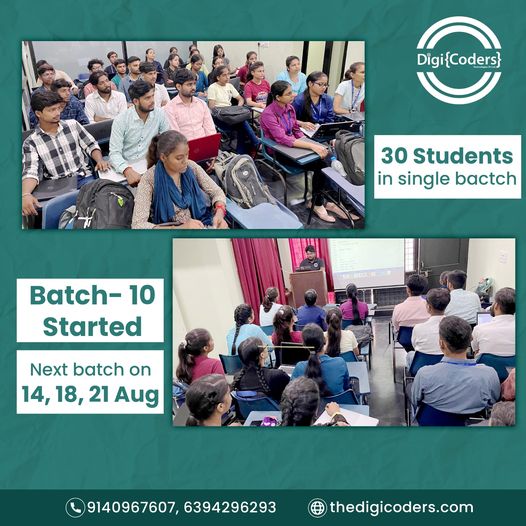 Digi{Coders}
30 Students
in single bactch
Batch- 10
Started
Next batch on
14, 18, 21 Aug
9140967607, 6394296293
thedigicoders.com